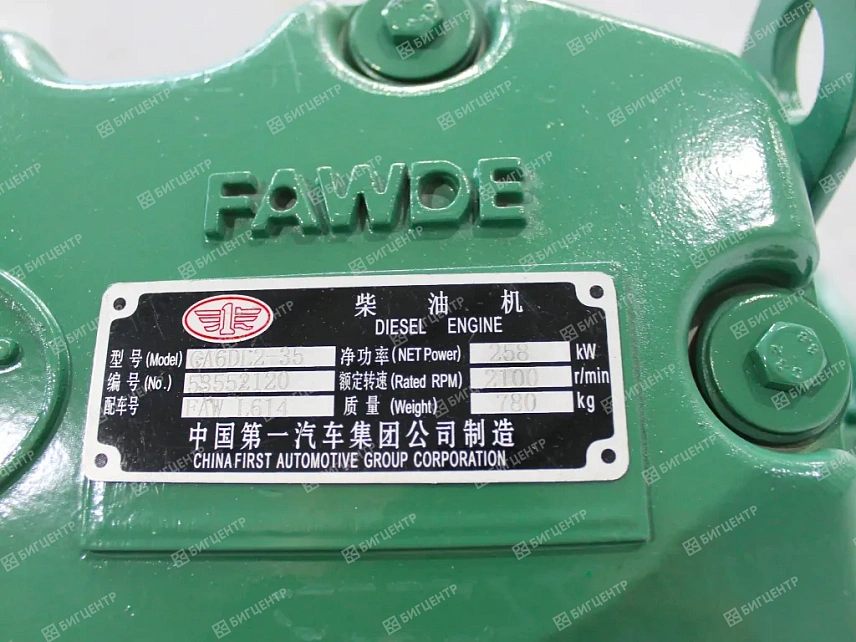 FAWDE
柴油机
DIESEL ENGINE
型号(Model) CA6DL2-35 净功率(NET Power) 258 kW
编号(No.) 58552120 额定转速(Rated RPM) 2100 r/min
配车号 FAW L614 质量(Weight) 780 kg
中国第一汽车集团公司制造
CHINA FIRST AUTOMOTIVE GROUP CORPORATION
БИГЦЕНТР